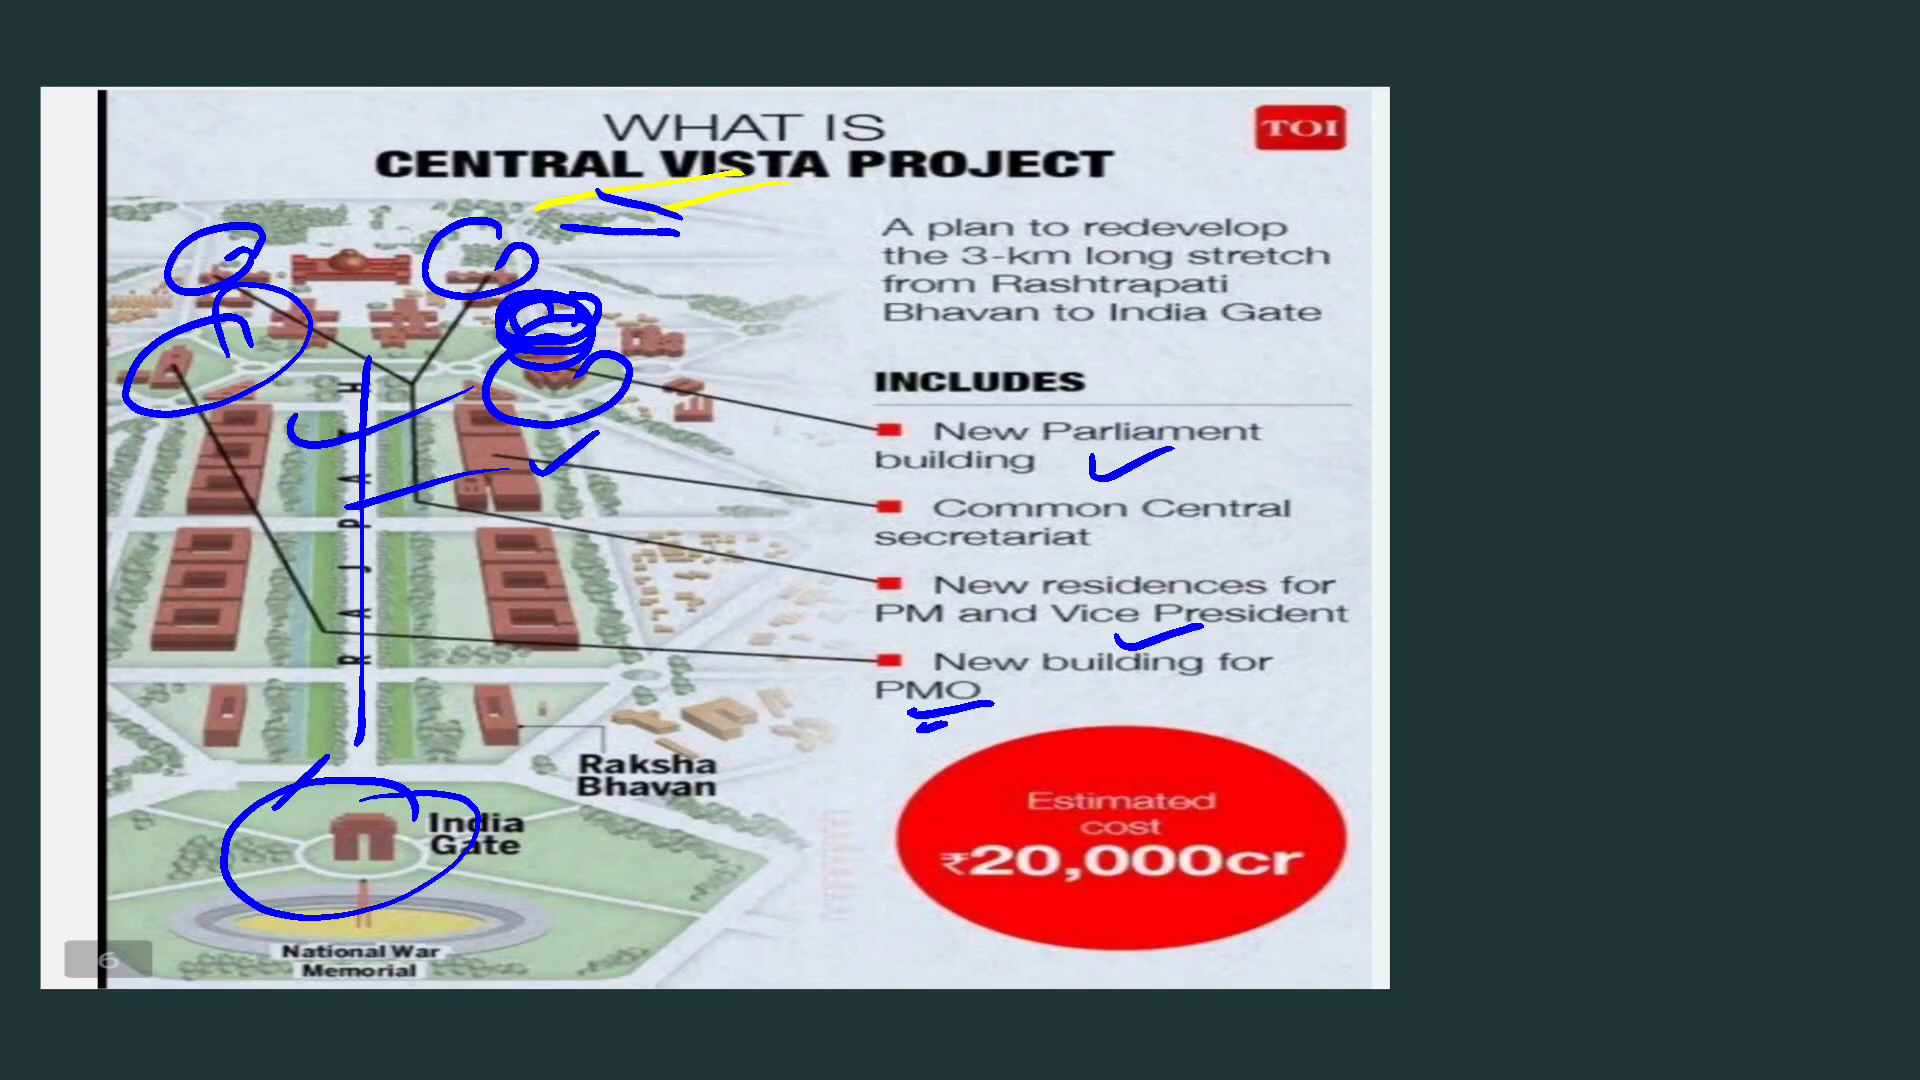 WHAT IS
CENTRAL VISTA PROJECT
TOI
A plan to redevelop
the 3-km long stretch
from Rashtrapati
Bhavan to India Gate
INCLUDES
New Parliament
building
Common Central
secretariat
New residences for
PM and Vice President
New building for
PMO
Estimated
cost
₹20,000cr
RAJPATH
Raksha
Bhavan
India
Gate
National War
Memorial
6